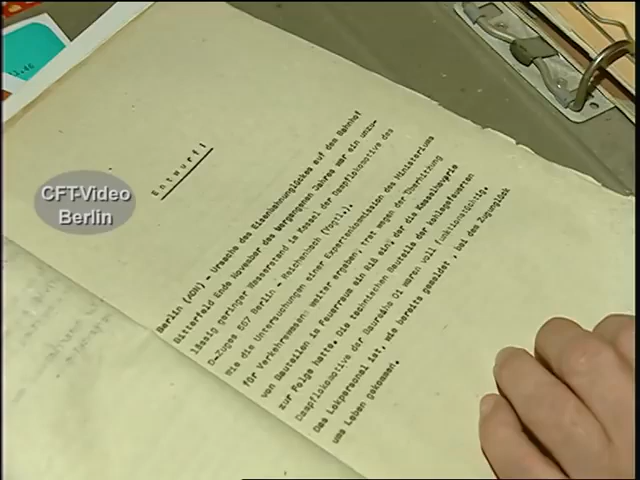 CFT-Video
Berlin
Entwurf!
Berlin (ADN) - Ursache des Eisenbahnunglückes auf dem Bahnhof
Bitterfeld Ende November des vergangenen Jahres war ein unzu-
lässig geringer Wasserstand im Kessel der Dampflokomotive des
D-Zuges 567 Berlin - Reichenbach (Vogtl.),
wie die Untersuchungen einer Expertenkommission des Ministeriums
für Verkehrswesen weiter ergaben, trat wegen der Überhitzung
von Bauteilen im Feuerraum ein Riß ein, der die Kesselexplo
zur Folge hatte. Die technischen Bauteile der kohlegefeuerten
Dampflokomotive der Baureihe 01 waren voll funktionstüchtig.
Das Lokpersonal ist, wie bereits gemeldet, bei dem Zugunglück
ums Leben gekommen.